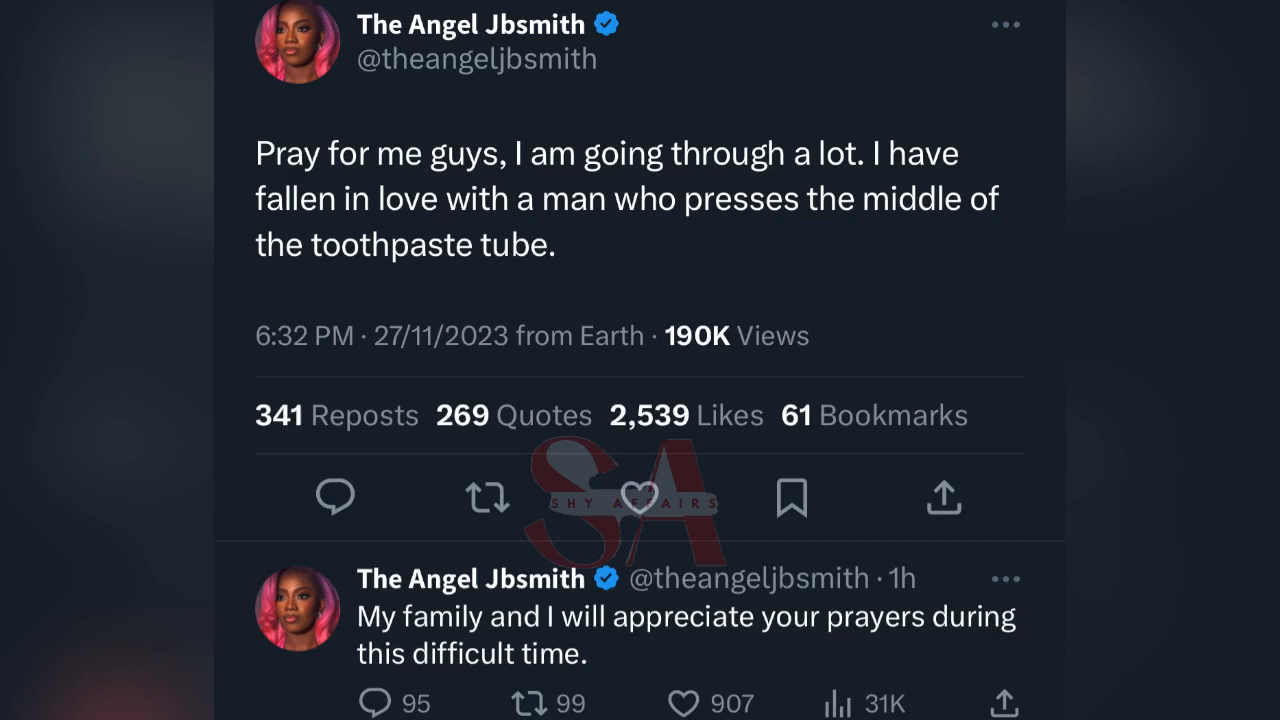 The Angel Jbsmith
@theangeljbsmith
Pray for me guys, I am going through a lot. I have
fallen in love with a man who presses the middle of
the toothpaste tube.
6:32 PM · 27/11/2023 from Earth · 190K Views
341 Reposts 269 Quotes 2,539 Likes 61 Bookmarks
SA
SHY AFFAIRS
The Angel Jbsmith @theangeljbsmith · 1h
My family and I will appreciate your prayers during
this difficult time.
95 99 907 31K